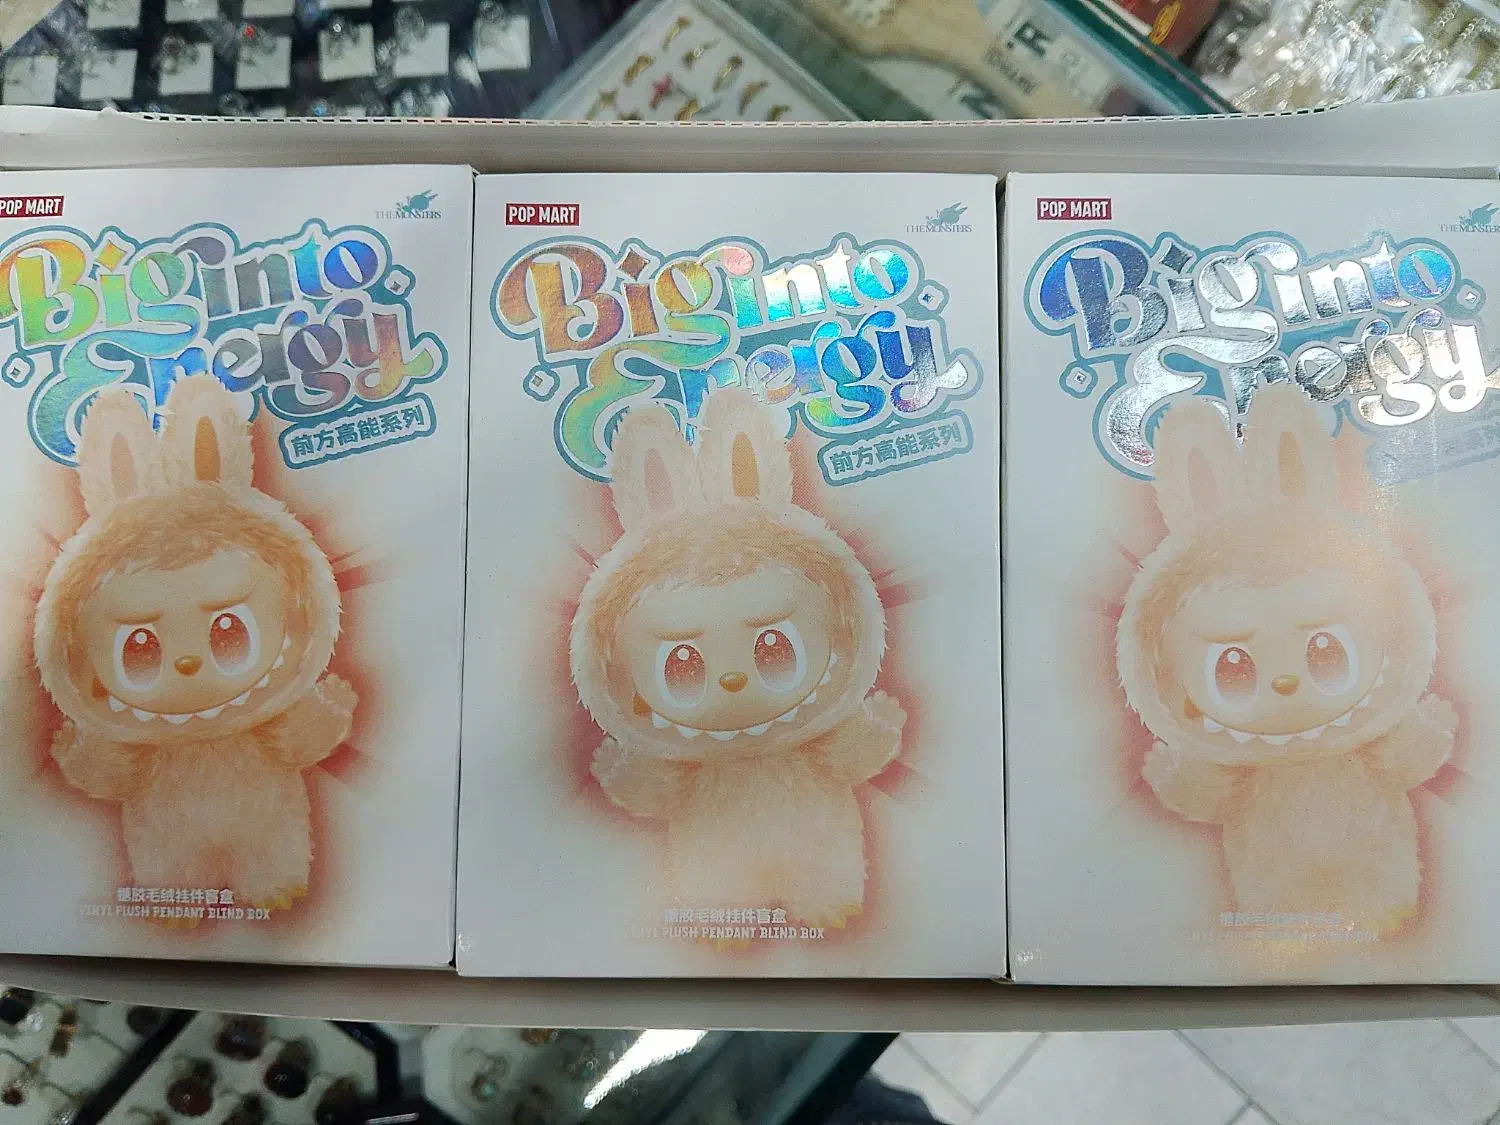 POP MART
THE MONSTERS
Big into
Energy
前方高能系列
搪胶毛绒挂件盲盒
VINYL PLUSH PENDANT BLIND BOX
POP MART
THE MONSTERS
Big into
Energy
前方高能系列
搪胶毛绒挂件盲盒
VINYL PLUSH PENDANT BLIND BOX
POP MART
THE MONSTERS
Big into
Energy